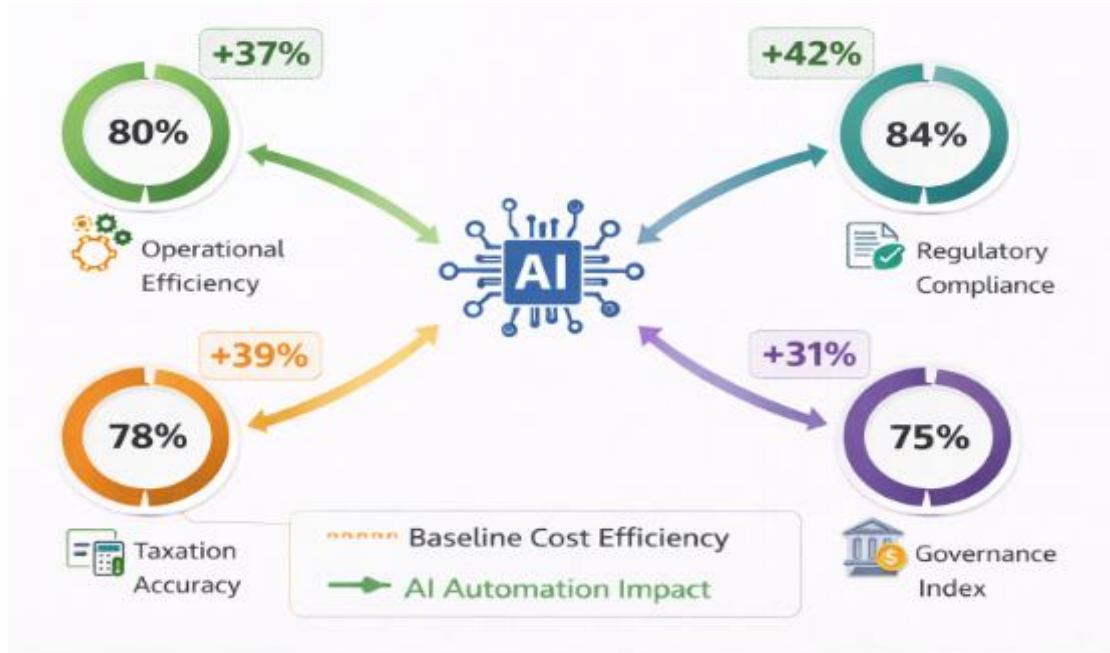 +37%
80%
Operational
Efficiency
+42%
84%
Regulatory
Compliance
AI
+39%
78%
Taxation
Accuracy
+31%
75%
$
Governance
Index
Baseline Cost Efficiency
AI Automation Impact